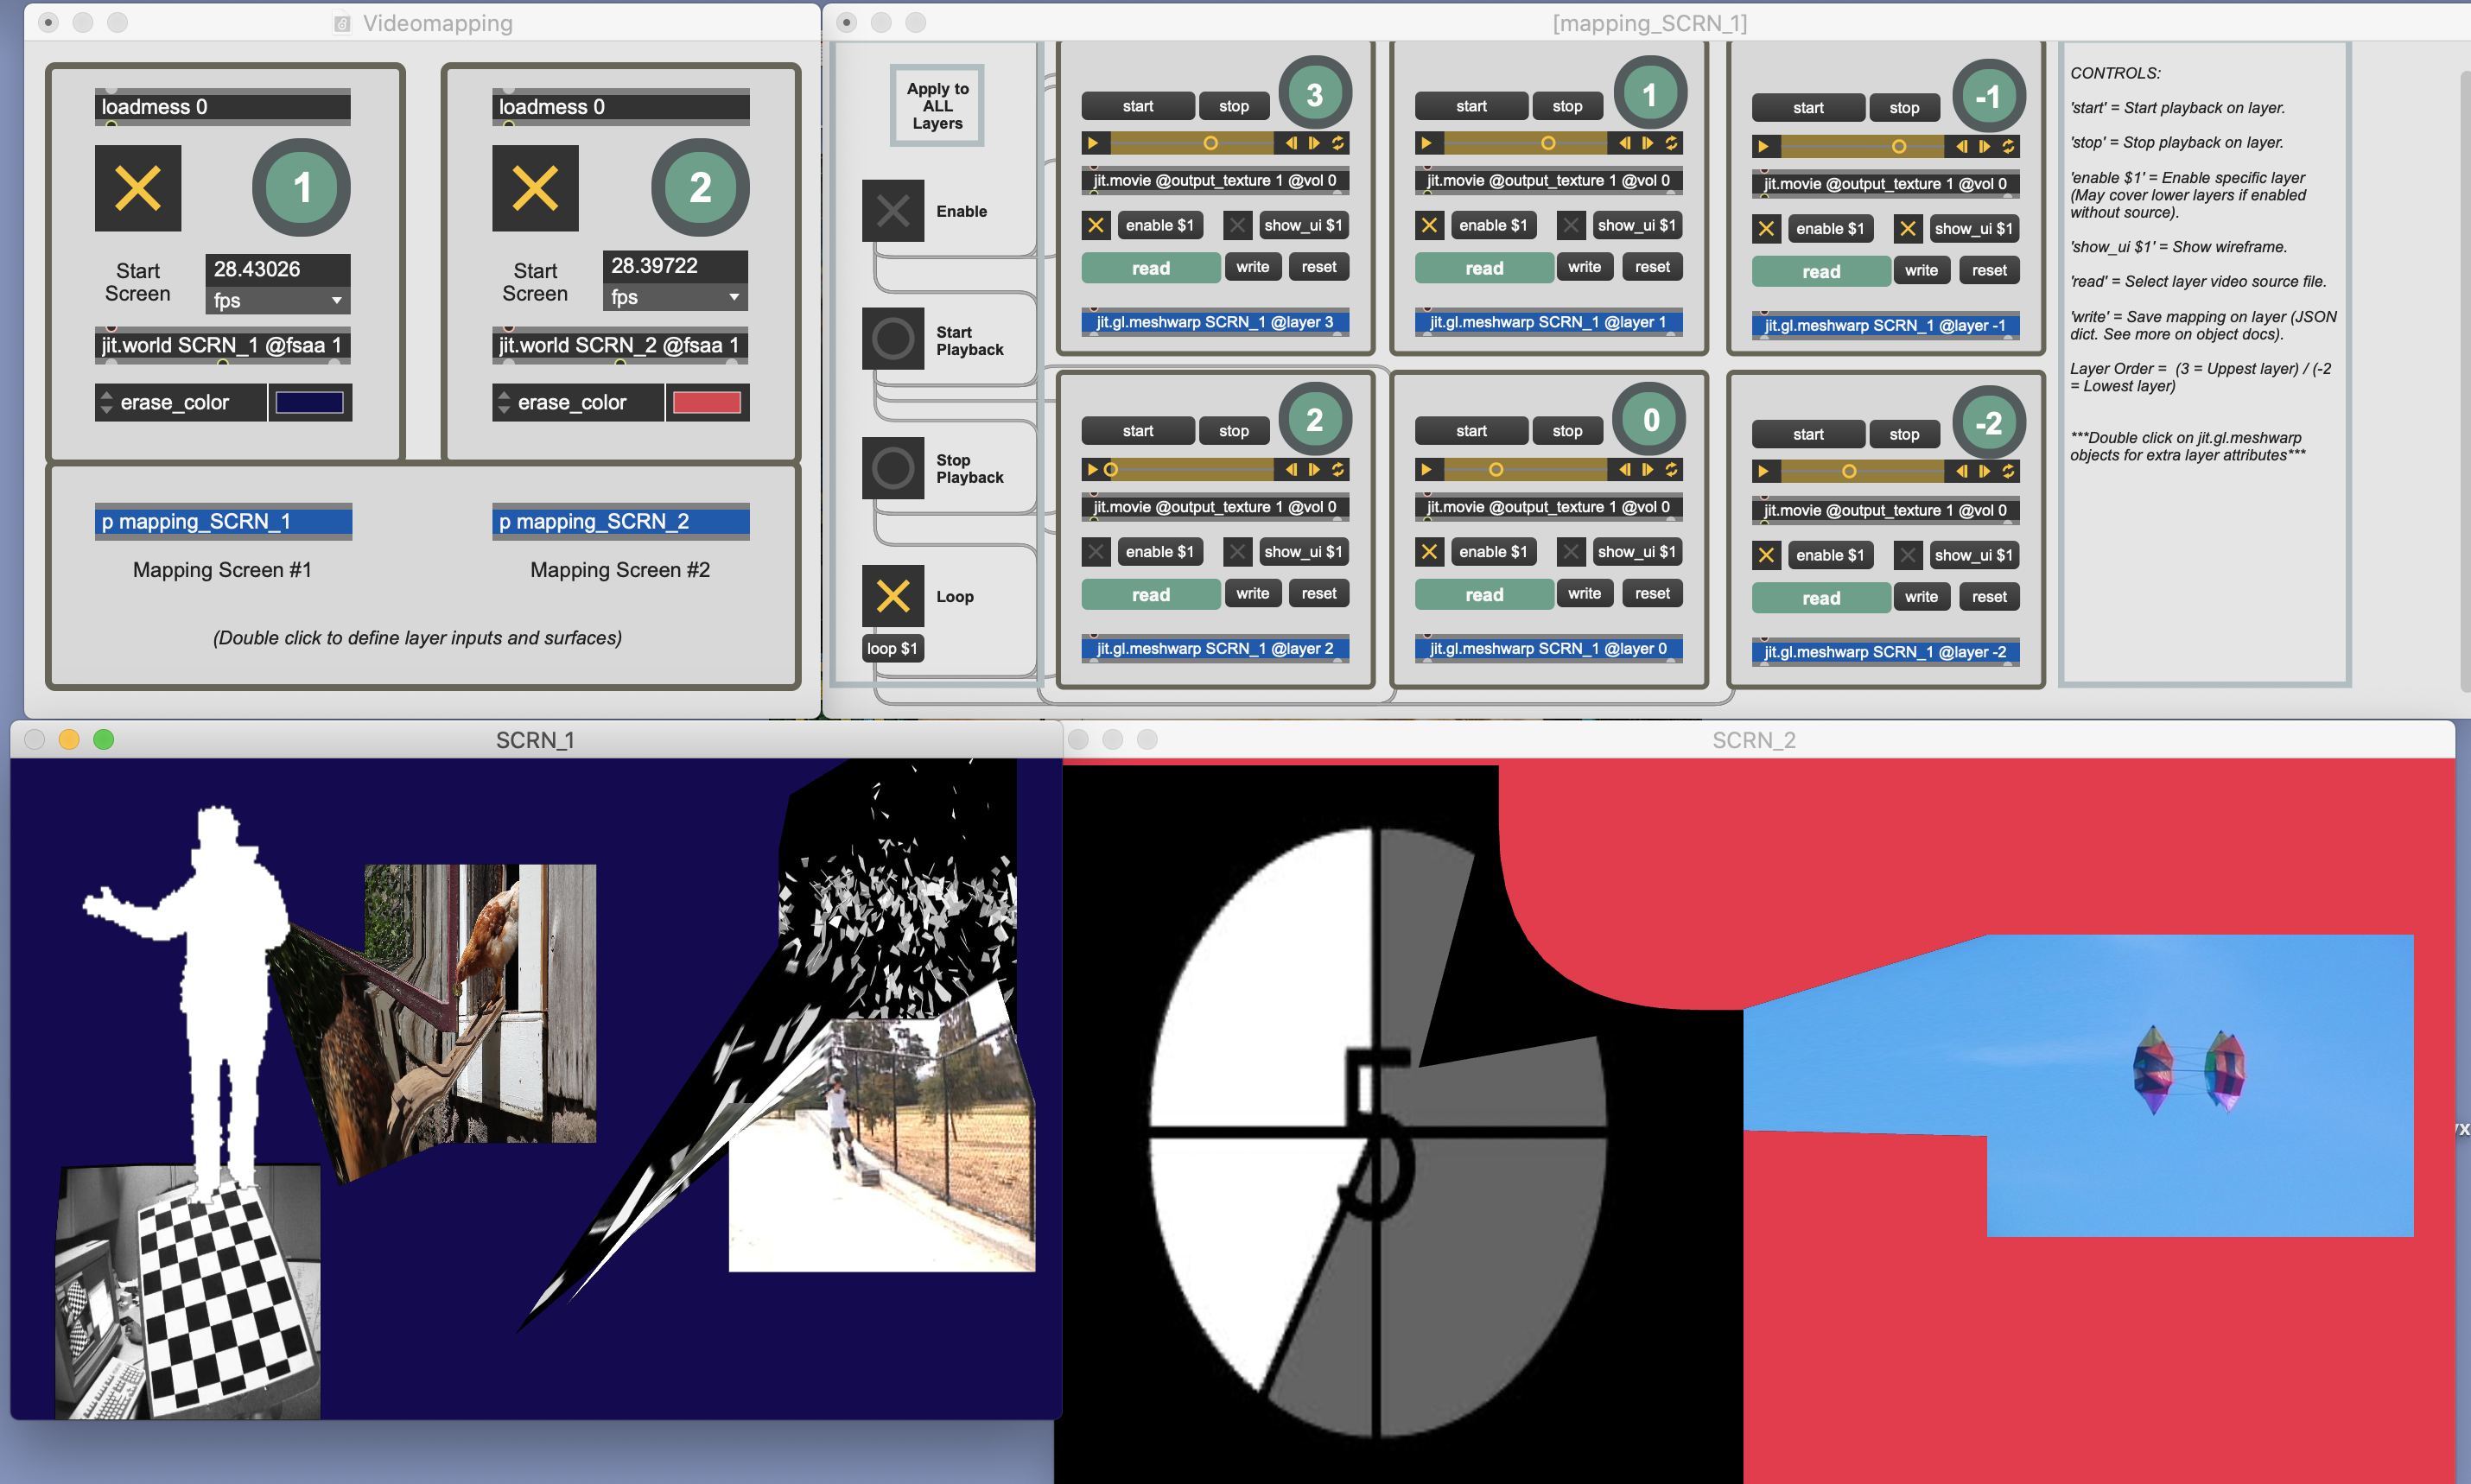 Videomapping
loadmess 0
1
Start
Screen
28.43026
fps
jit.world SCRN_1 @fsaa 1
erase_color
loadmess 0
2
Start
Screen
28.39722
fps
jit.world SCRN_2 @fsaa 1
erase_color
p mapping_SCRN_1
Mapping Screen #1
p mapping_SCRN_2
Mapping Screen #2
(Double click to define layer inputs and surfaces)
[mapping_SCRN_1]
Apply to
ALL
Layers
Enable
Start
Playback
Stop
Playback
Loop
loop $1
start
stop
3
jit.movie @output_texture 1 @vol 0
enable $1
show_ui $1
read
write
reset
jit.gl.meshwarp SCRN_1 @layer 3
start
stop
1
jit.movie @output_texture 1 @vol 0
enable $1
show_ui $1
read
write
reset
jit.gl.meshwarp SCRN_1 @layer 1
start
stop
-1
jit.movie @output_texture 1 @vol 0
enable $1
show_ui $1
read
write
reset
jit.gl.meshwarp SCRN_1 @layer -1
start
stop
2
jit.movie @output_texture 1 @vol 0
enable $1
show_ui $1
read
write
reset
jit.gl.meshwarp SCRN_1 @layer 2
start
stop
0
jit.movie @output_texture 1 @vol 0
enable $1
show_ui $1
read
write
reset
jit.gl.meshwarp SCRN_1 @layer 0
start
stop
-2
jit.movie @output_texture 1 @vol 0
enable $1
show_ui $1
read
write
reset
jit.gl.meshwarp SCRN_1 @layer -2
CONTROLS:
'start' = Start playback on layer.
'stop' = Stop playback on layer.
'enable $1' = Enable specific layer
(May cover lower layers if enabled
without source).
'show_ui $1' = Show wireframe.
'read' = Select layer video source file.
'write' = Save mapping on layer (JSON
dict. See more on object docs).
Layer Order = (3 = Uppest layer) / (-2
= Lowest layer)
***Double click on jit.gl.meshwarp
objects for extra layer attributes***
SCRN_1
SCRN_2
5